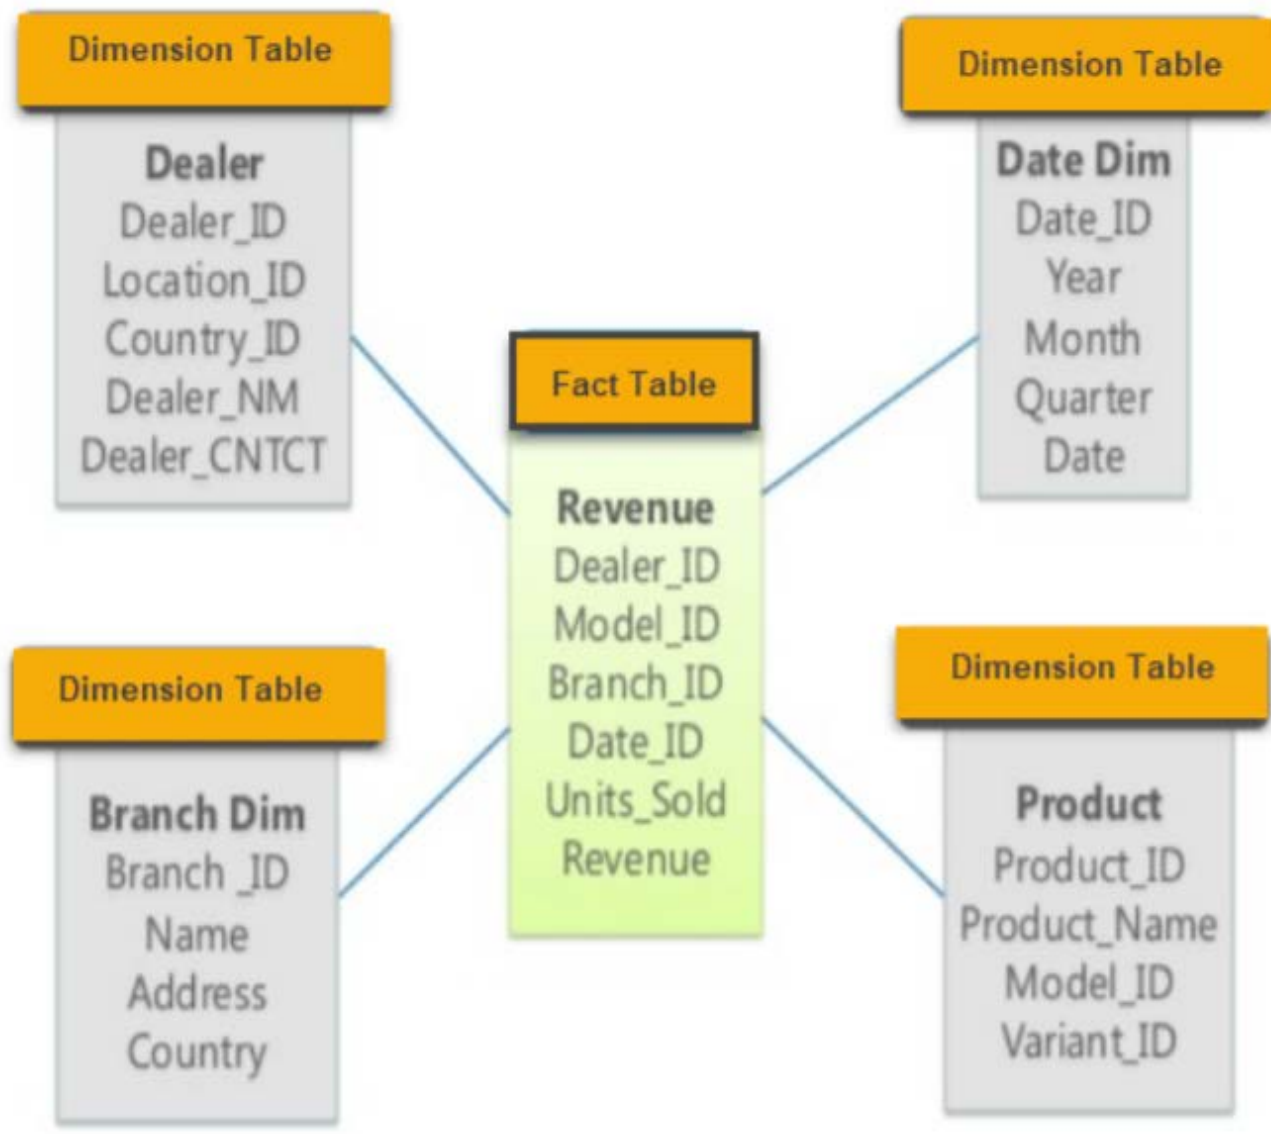 Dimension Table
Dealer
Dealer_ID
Location_ID
Country_ID
Dealer_NM
Dealer_CNTCT
Dimension Table
Date Dim
Date_ID
Year
Month
Quarter
Date
Fact Table
Revenue
Dealer_ID
Model_ID
Branch_ID
Date_ID
Units_Sold
Revenue
Dimension Table
Branch Dim
Branch _ID
Name
Address
Country
Dimension Table
Product
Product_ID
Product_Name
Model_ID
Variant_ID